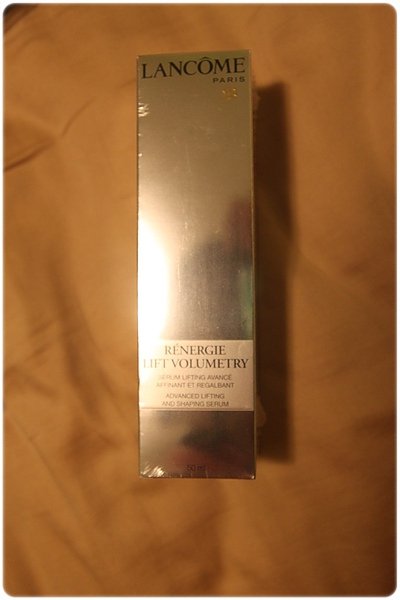 LANCÔME
PARIS
RÉNERGIE
LIFT VOLUMETRY
SÉRUM LIFTING AVANCÉ
AFFINANT ET REGALBANT
ADVANCED LIFTING
AND SHAPING SERUM
50 ml